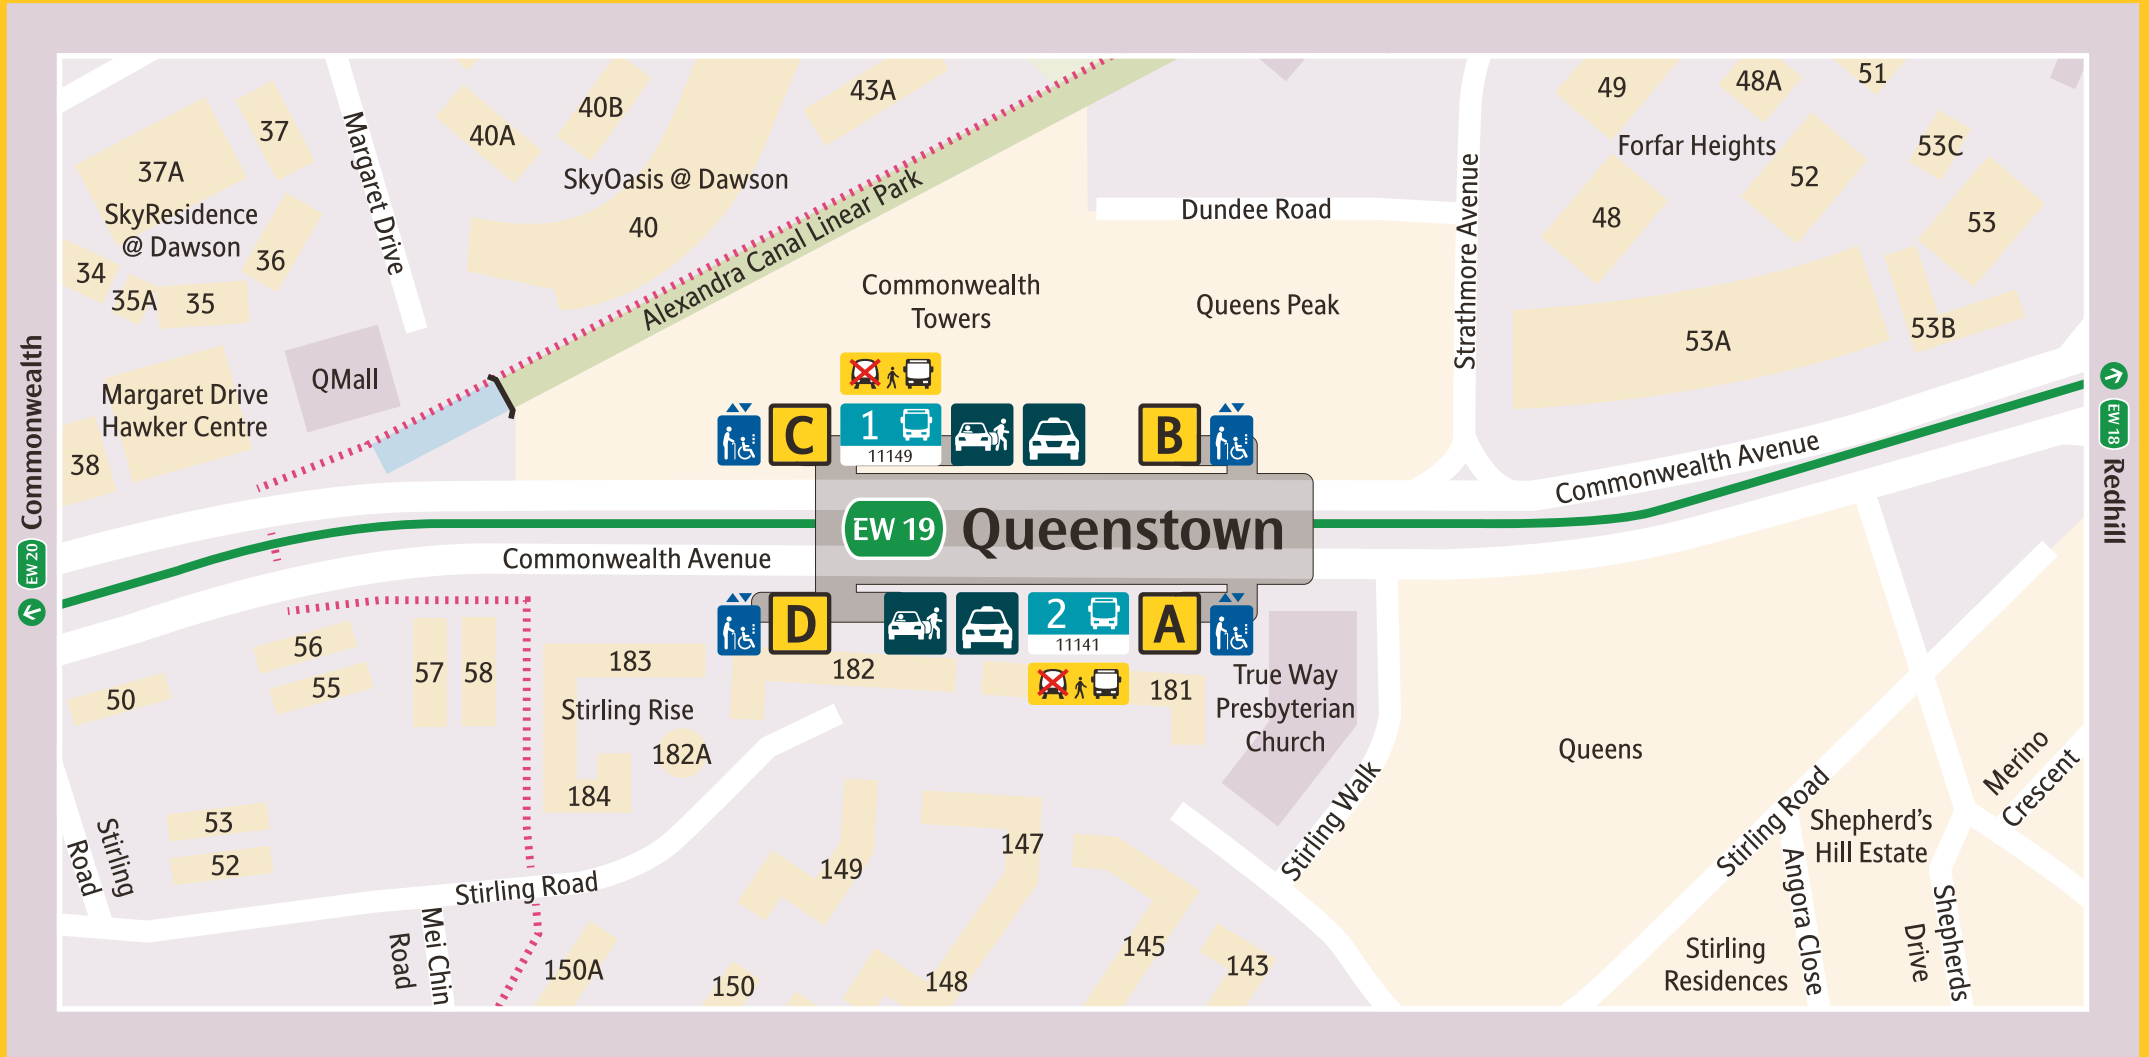 37
37A
SkyResidence
@ Dawson
34
35A
35
36
Margaret Drive
40A
40B
43A
SkyOasis @ Dawson
40
Alexandra Canal Linear Park
QMall
Margaret Drive
Hawker Centre
38
Commonwealth
Towers
Dundee Road
Queens Peak
Strathmore Avenue
49
48A
51
Forfar Heights
53C
52
48
53
53A
53B
Commonwealth Avenue
C
1
11149
B
Commonwealth
EW 20
EW 18
Redhill
EW 19
Queenstown
Commonwealth Avenue
D
2
11141
A
56
55
57
58
50
183
182
181
Stirling Rise
182A
184
True Way
Presbyterian
Church
Stirling Walk
Queens
53
52
Stirling
Road
Stirling Road
Mei Chin
Road
149
147
145
143
150A
150
148
Stirling Road
Merino
Crescent
Shepherd's
Hill Estate
Angora Close
Shepherds
Drive
Stirling
Residences